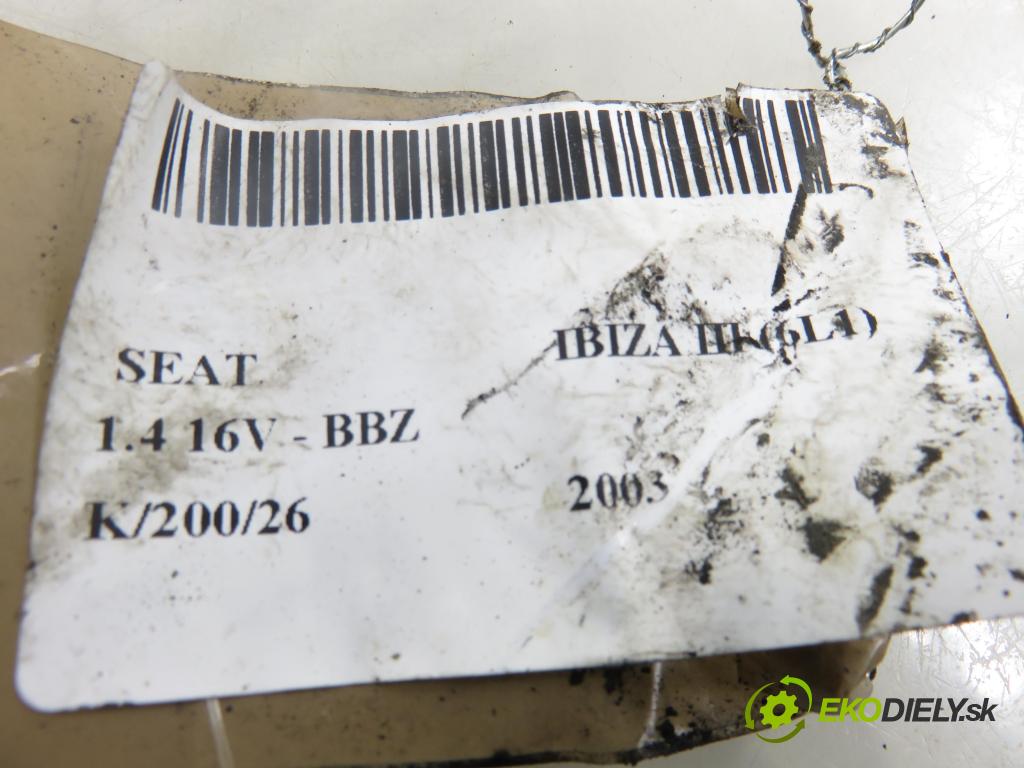 SEAT IBIZA III (6L1)
1.4 16V - BBZ
K/200/26 2003
EKODIELY.sk